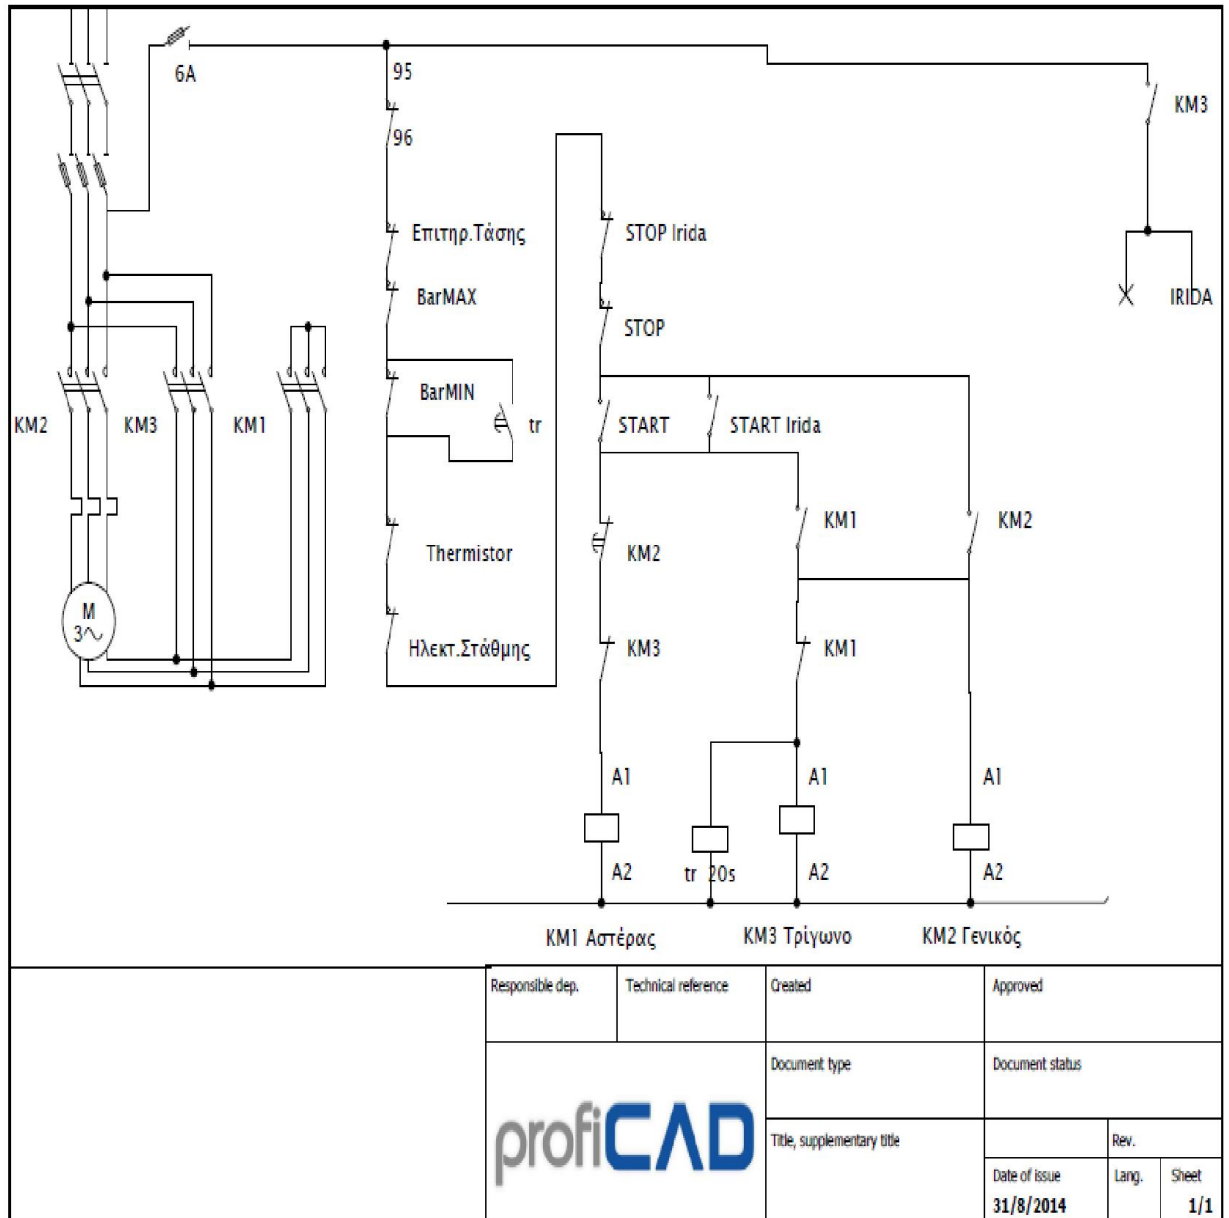 6A
95
96
KM3
Επιτηρ.Τάσης
STOP Irida
BarMAX
IRIDA
STOP
BarMIN
KM2
KM3
KM1
tr
START
START Irida
KM1
KM2
Thermistor
KM2
M
3
Ηλεκτ.Στάθμης
KM3
KM1
A1
A1
A1
A2
tr 20s
A2
A2
KM1 Αστέρας
KM3 Τρίγωνο
KM2 Γενικός
Responsible dep.
Technical reference
Created
Approved
Document type
Document status
profiCAD
Title, supplementary title
Rev.
Date of issue
Lang.
Sheet
31/8/2014
1/1